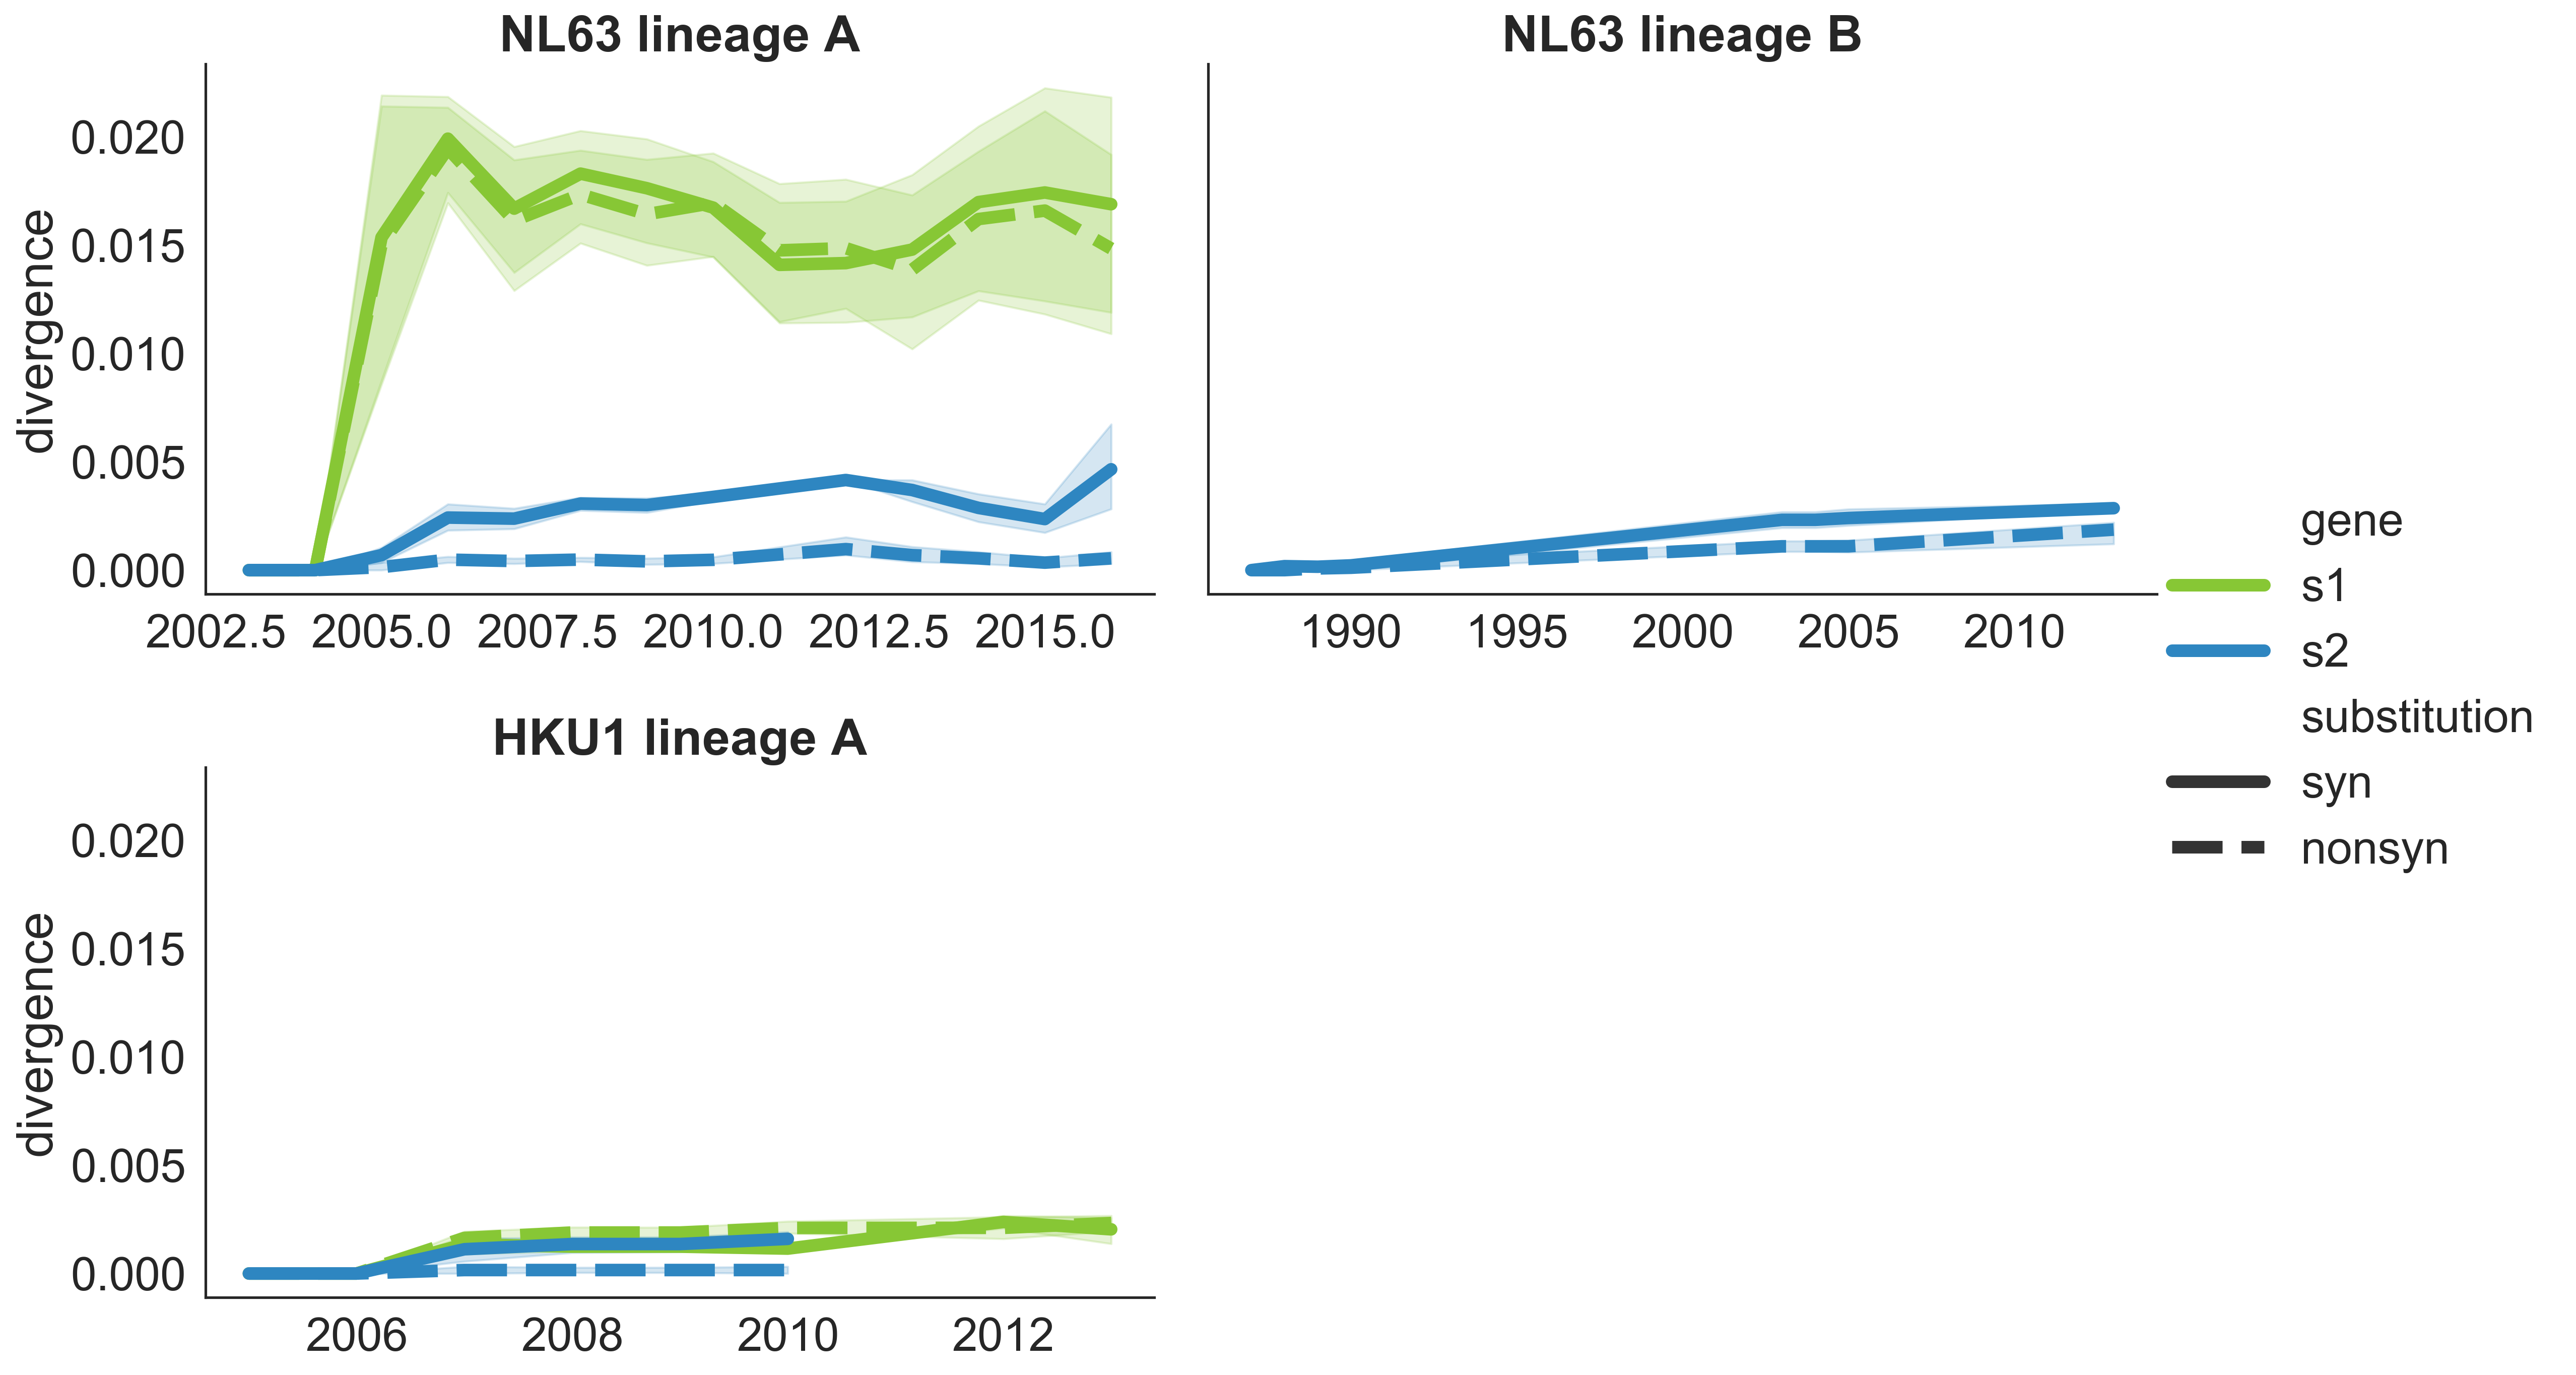 NL63 lineage A
NL63 lineage B
divergence
0.020
0.015
0.010
0.005
0.000
2002.5 2005.0 2007.5 2010.0 2012.5 2015.0
1990 1995 2000 2005 2010
gene
s1
s2
substitution
syn
nonsyn
HKU1 lineage A
divergence
0.020
0.015
0.010
0.005
0.000
2006 2008 2010 2012